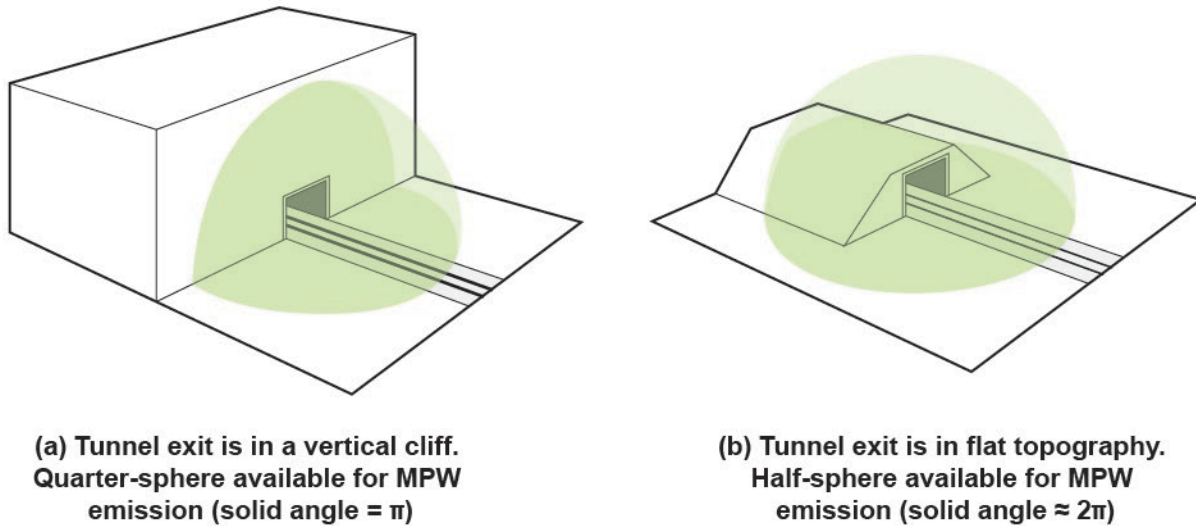 (a) Tunnel exit is in a vertical cliff.
Quarter-sphere available for MPW
emission (solid angle = π)
(b) Tunnel exit is in flat topography.
Half-sphere available for MPW
emission (solid angle ≈ 2π)